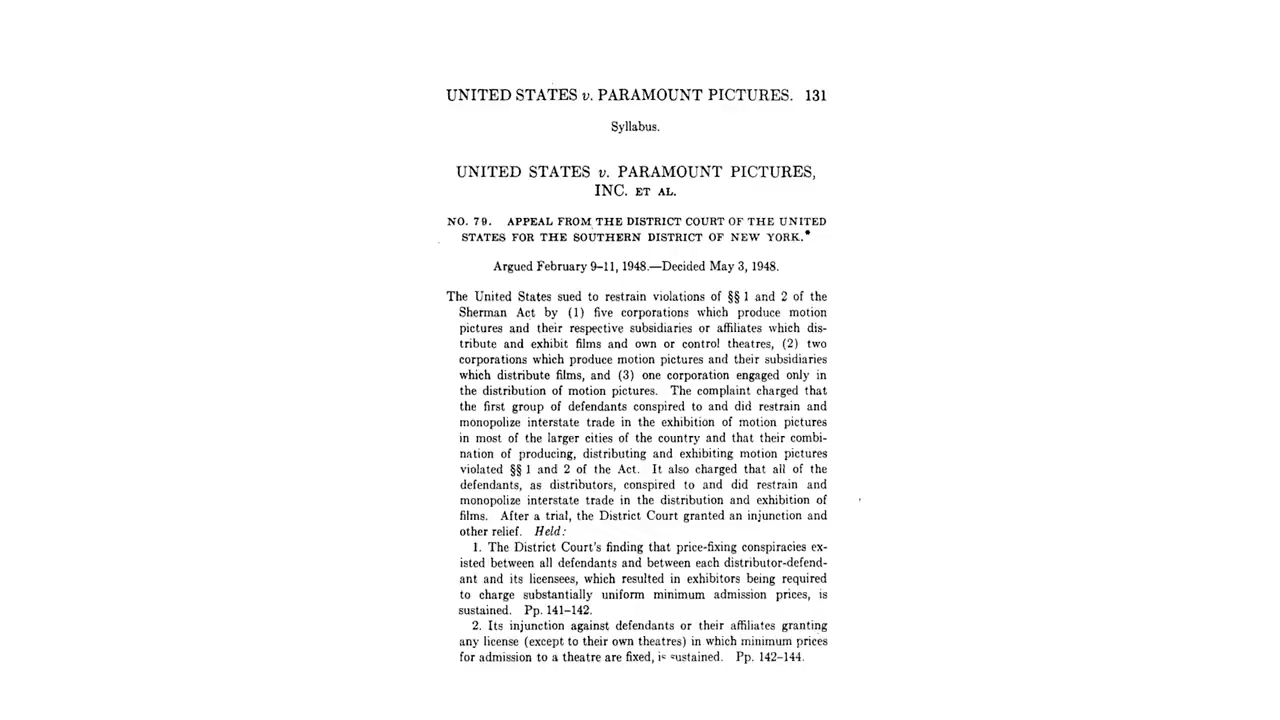 UNITED STATES v. PARAMOUNT PICTURES. 131
Syllabus.
UNITED STATES v. PARAMOUNT PICTURES,
INC. ET AL.
NO. 79. APPEAL FROM THE DISTRICT COURT OF THE UNITED
STATES FOR THE SOUTHERN DISTRICT OF NEW YORK.*
Argued February 9–11, 1948.—Decided May 3, 1948.
The United States sued to restrain violations of §§ 1 and 2 of the
Sherman Act by (1) five corporations which produce motion
pictures and their respective subsidiaries or affiliates which dis-
tribute and exhibit films and own or control theatres, (2) two
corporations which produce motion pictures and their subsidiaries
which distribute films, and (3) one corporation engaged only in
the distribution of motion pictures. The complaint charged that
the first group of defendants conspired to and did restrain and
monopolize interstate trade in the exhibition of motion pictures
in most of the larger cities of the country and that their combi-
nation of producing, distributing and exhibiting motion pictures
violated §§ 1 and 2 of the Act. It also charged that all of the
defendants, as distributors, conspired to and did restrain and
monopolize interstate trade in the distribution and exhibition of
films. After a trial, the District Court granted an injunction and
other relief. Held:
1. The District Court's finding that price-fixing conspiracies ex-
isted between all defendants and between each distributor-defend-
ant and its licensees, which resulted in exhibitors being required
to charge substantially uniform minimum admission prices, is
sustained. Pp. 141–142.
2. Its injunction against defendants or their affiliates granting
any license (except to their own theatres) in which minimum prices
for admission to a theatre are fixed, is sustained. Pp. 142–144.